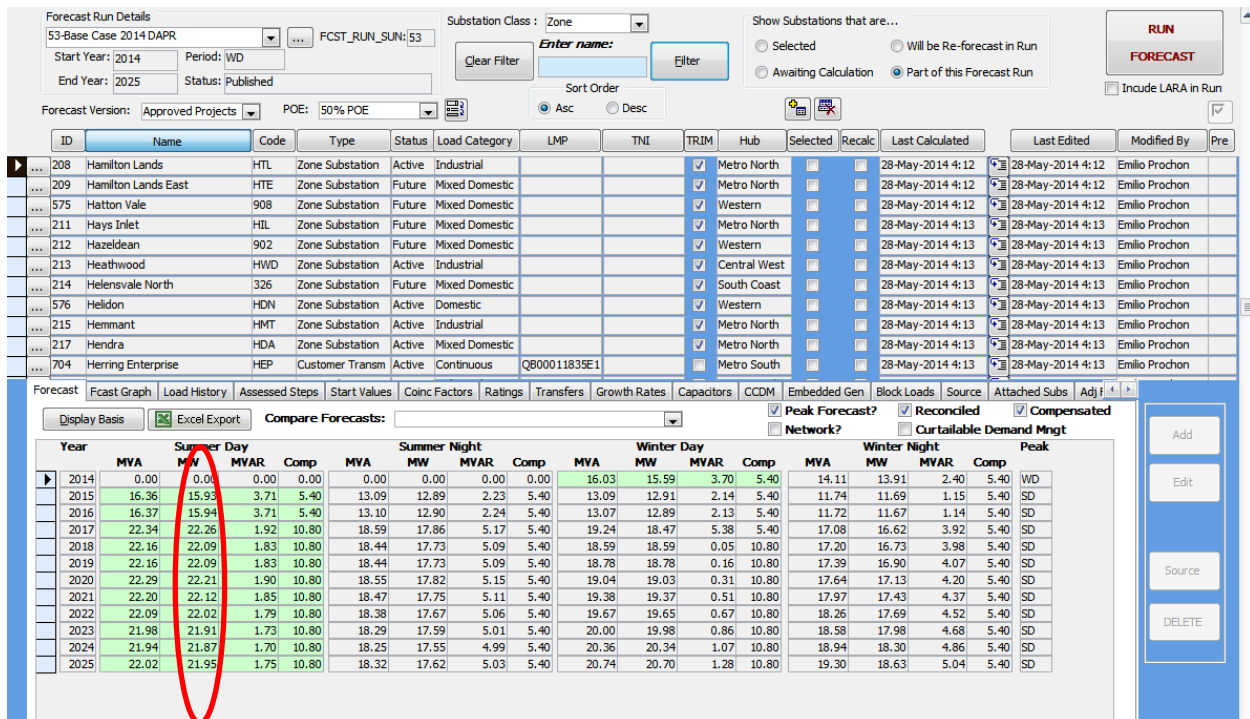 Forecast Run Details
53-Base Case 2014 DAPR ... FCST_RUN_SUN: 53
Start Year: 2014 Period: WD
End Year: 2025 Status: Published
Substation Class : Zone
Enter name:
Clear Filter Filter
Sort Order
Asc Desc
Show Substations that are...
Selected Will be Re-forecast in Run
Awaiting Calculation Part of this Forecast Run
RUN
FORECAST
Incude LARA in Run
Forecast Version: Approved Projects POE: 50% POE
ID Name Code Type Status Load Category LMP TNI TRIM Hub Selected Recalc Last Calculated Last Edited Modified By Pre
... 208 Hamilton Lands HTL Zone Substation Active Industrial Metro North 28-May-2014 4:12 28-May-2014 4:12 Emilio Prochon
... 209 Hamilton Lands East HTE Zone Substation Future Mixed Domestic Metro North 28-May-2014 4:12 28-May-2014 4:12 Emilio Prochon
... 575 Hatton Vale 908 Zone Substation Future Mixed Domestic Western 28-May-2014 4:12 28-May-2014 4:12 Emilio Prochon
... 211 Hays Inlet HIL Zone Substation Future Mixed Domestic Metro North 28-May-2014 4:13 28-May-2014 4:13 Emilio Prochon
... 212 Hazeldean 902 Zone Substation Future Mixed Domestic Western 28-May-2014 4:13 28-May-2014 4:13 Emilio Prochon
... 213 Heathwood HWD Zone Substation Active Industrial Central West 28-May-2014 4:13 28-May-2014 4:13 Emilio Prochon
... 214 Helensvale North 326 Zone Substation Future Mixed Domestic South Coast 28-May-2014 4:13 28-May-2014 4:13 Emilio Prochon
... 576 Helidon HDN Zone Substation Active Domestic Western 28-May-2014 4:13 28-May-2014 4:13 Emilio Prochon
... 215 Hemmant HMT Zone Substation Active Industrial Metro North 28-May-2014 4:13 28-May-2014 4:13 Emilio Prochon
... 217 Hendra HDA Zone Substation Active Mixed Domestic Metro North 28-May-2014 4:13 28-May-2014 4:13 Emilio Prochon
... 704 Herring Enterprise HEP Customer Transm Active Continuous QB00011835E1 Metro South 28-May-2014 4:13 28-May-2014 4:13 Emilio Prochon
Forecast Fcast Graph Load History Assessed Steps Start Values Coinc Factors Ratings Transfers Growth Rates Capacitors CCDM Embedded Gen Block Loads Source Attached Subs Adj
Display Basis Excel Export Compare Forecasts: Peak Forecast? Reconciled Compensated
Network? Curtailable Demand Mngt
Year Summer Day Summer Night Winter Day Winter Night Peak
MVA MW MVAR Comp MVA MW MVAR Comp MVA MW MVAR Comp MVA MW MVAR Comp
2014 0.00 0.00 0.00 0.00 0.00 0.00 0.00 0.00 16.03 15.59 3.70 5.40 14.11 13.91 2.40 5.40 WD
2015 16.36 15.93 3.71 5.40 13.09 12.89 2.23 5.40 13.09 12.91 2.14 5.40 11.74 11.69 1.15 5.40 SD
2016 16.37 15.94 3.71 5.40 13.10 12.90 2.24 5.40 13.07 12.89 2.13 5.40 11.72 11.67 1.14 5.40 SD
2017 22.34 22.26 1.92 10.80 18.59 17.86 5.17 5.40 19.24 18.47 5.38 5.40 17.08 16.62 3.92 5.40 SD
2018 22.16 22.09 1.83 10.80 18.44 17.73 5.09 5.40 18.59 18.59 0.05 10.80 17.20 16.73 3.98 5.40 SD
2019 22.16 22.09 1.83 10.80 18.44 17.73 5.09 5.40 18.78 18.78 0.16 10.80 17.39 16.90 4.07 5.40 SD
2020 22.29 22.21 1.90 10.80 18.55 17.82 5.15 5.40 19.04 19.03 0.31 10.80 17.64 17.13 4.20 5.40 SD
2021 22.20 22.12 1.85 10.80 18.47 17.75 5.11 5.40 19.38 19.37 0.51 10.80 17.97 17.43 4.37 5.40 SD
2022 22.09 22.02 1.79 10.80 18.38 17.67 5.06 5.40 19.67 19.65 0.67 10.80 18.26 17.69 4.52 5.40 SD
2023 21.98 21.91 1.73 10.80 18.29 17.59 5.01 5.40 20.00 19.98 0.86 10.80 18.58 17.98 4.68 5.40 SD
2024 21.94 21.87 1.70 10.80 18.25 17.55 4.99 5.40 20.36 20.34 1.07 10.80 18.94 18.30 4.86 5.40 SD
2025 22.02 21.95 1.75 10.80 18.32 17.62 5.03 5.40 20.74 20.70 1.28 10.80 19.30 18.63 5.04 5.40 SD
Add
Edit
Source
DELETE